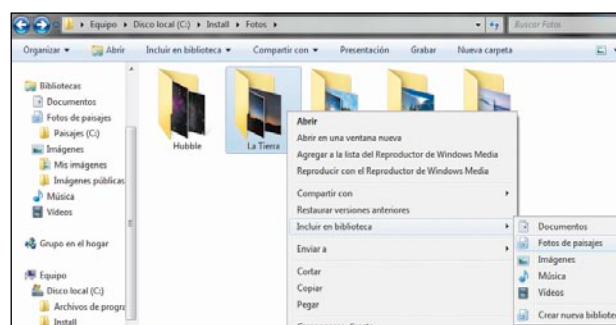 Equipo ▸ Disco local (C:) ▸ Install ▸ Fotos ▸
Buscar Fotos
Organizar ▾ Abrir Incluir en biblioteca ▾ Compartir con ▾ Presentación Grabar Nueva carpeta
Bibliotecas
Documentos
Fotos de paisajes
Paisajes (C:)
Imágenes
Mis imágenes
Imágenes públicas
Música
Vídeos
Grupo en el hogar
Equipo
Disco local (C:)
Archivos de progra
Install
Hubble
La Tierra
Abrir
Abrir en una ventana nueva
Agregar a la lista del Reproductor de Windows Media
Reproducir con el Reproductor de Windows Media
Compartir con
Restaurar versiones anteriores
Incluir en biblioteca
Enviar a
Cortar
Copiar
Pegar
Documentos
Fotos de paisajes
Imágenes
Música
Vídeos
Crear nueva bibliote